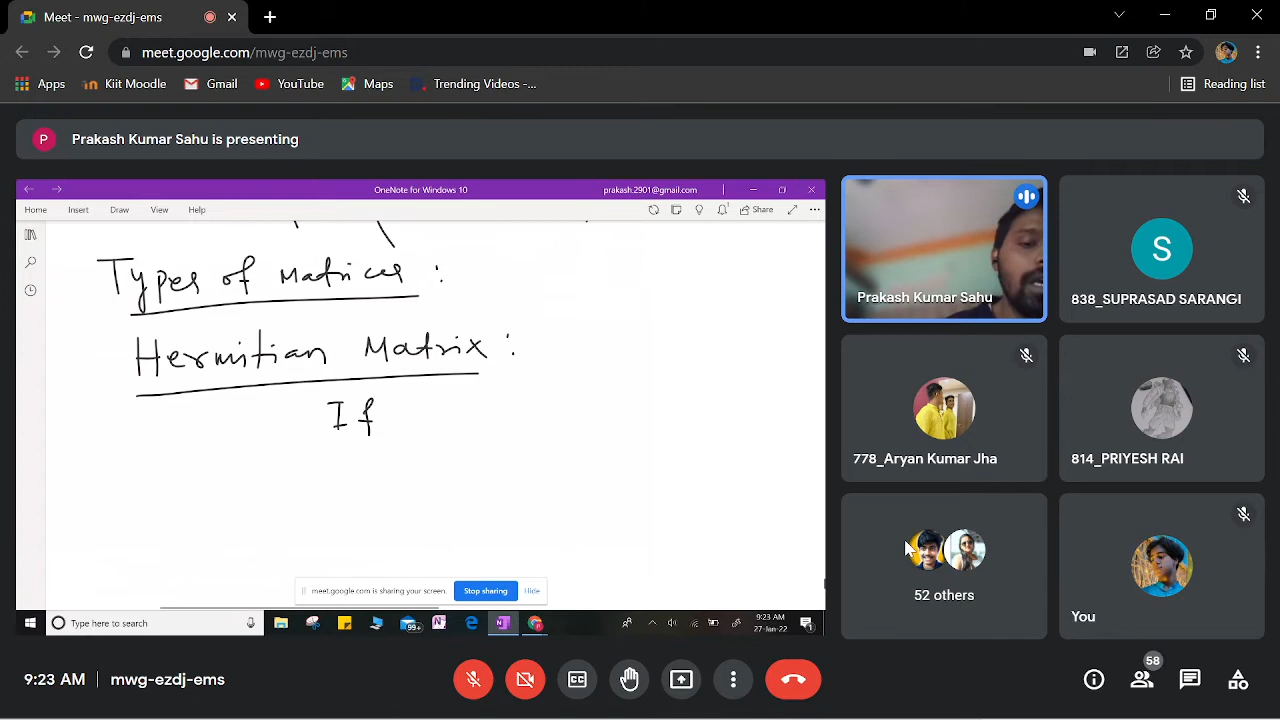 Meet - mwg-ezdj-ems
meet.google.com/mwg-ezdj-ems
Apps Kiit Moodle Gmail YouTube Maps Trending Videos -... Reading list
P Prakash Kumar Sahu is presenting
OneNote for Windows 10 prakash.2901@gmail.com
Home Insert Draw View Help Share
Types of Matrices :
Hermitian Matrix :
If
meet.google.com is sharing your screen. Stop sharing Hide
Type here to search 99+ 9:23 AM
27-Jan-22 1
Prakash Kumar Sahu
S
838_SUPRASAD SARANGI
778_Aryan Kumar Jha
814_PRIYESH RAI
52 others
You
9:23 AM mwg-ezdj-ems 58